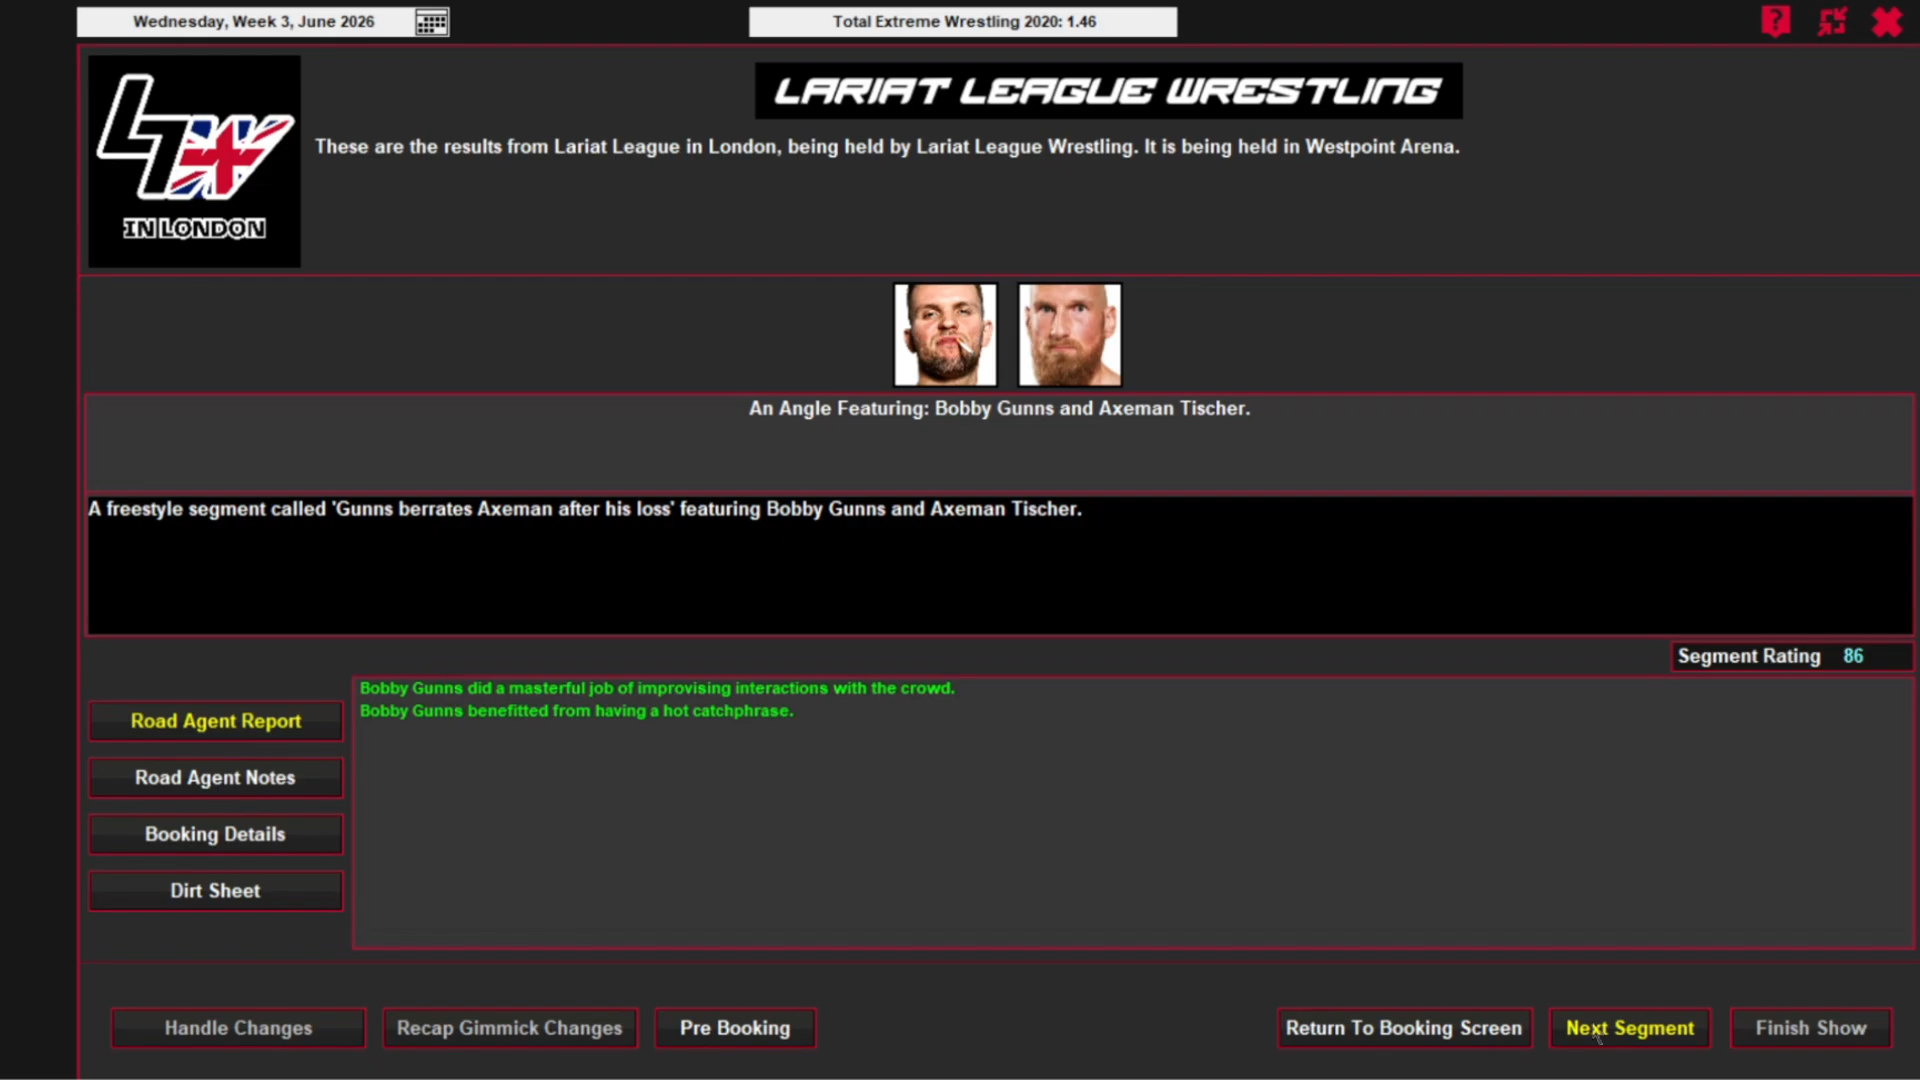 Wednesday, Week 3, June 2026
Total Extreme Wrestling 2020: 1.46
?
LLW
IN LONDON
LARIAT LEAGUE WRESTLING
These are the results from Lariat League in London, being held by Lariat League Wrestling. It is being held in Westpoint Arena.
An Angle Featuring: Bobby Gunns and Axeman Tischer.
A freestyle segment called 'Gunns berrates Axeman after his loss' featuring Bobby Gunns and Axeman Tischer.
Segment Rating 86
Bobby Gunns did a masterful job of improvising interactions with the crowd.
Bobby Gunns benefitted from having a hot catchphrase.
Road Agent Report
Road Agent Notes
Booking Details
Dirt Sheet
Handle Changes
Recap Gimmick Changes
Pre Booking
Return To Booking Screen
Next Segment
Finish Show